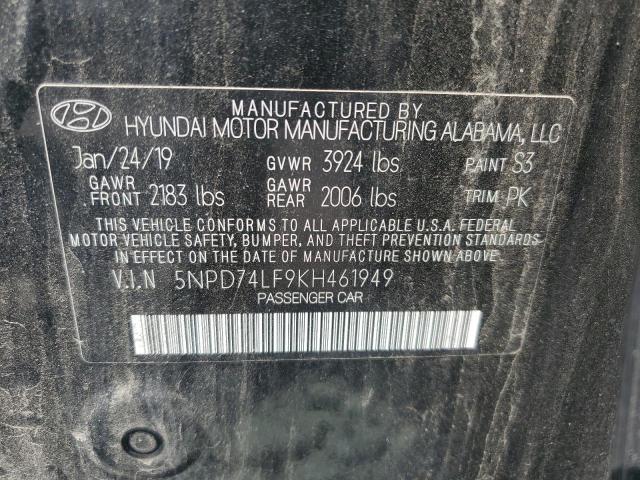 MANUFACTURED BY
HYUNDAI MOTOR MANUFACTURING ALABAMA, LLC
Jan/24/19 GVWR 3924 lbs PAINT S3
GAWR FRONT 2183 lbs GAWR REAR 2006 lbs TRIM PK
THIS VEHICLE CONFORMS TO ALL APPLICABLE U.S.A. FEDERAL
MOTOR VEHICLE SAFETY, BUMPER, AND THEFT PREVENTION
IN EFFECT ON THE DATE OF MANUFACTURE SHOWN ABOVE.
V.I.N 5NPD74LF9KH461949
PASSENGER CAR